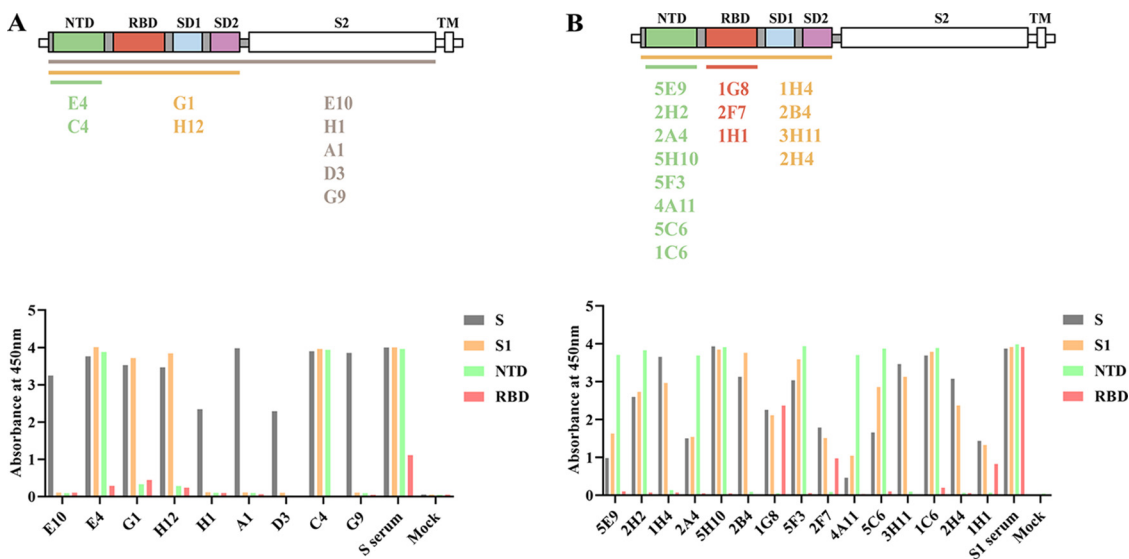 A
NTD RBD SD1 SD2 S2 TM
E4 G1 E10
C4 H12 H1
A1
D3
G9
Absorbance at 450nm
5
4
3
2
1
0
E10 E4 G1 H12 H1 A1 D3 C4 G9 S serum Mock
S
S1
NTD
RBD
B
NTD RBD SD1 SD2 S2 TM
5E9 1G8 1H4
2H2 2F7 2B4
2A4 1H1 3H11
5H10 2H4
5F3
4A11
5C6
1C6
Absorbance at 450nm
5
4
3
2
1
0
5E9 2H2 1H4 2A4 5H10 2B4 1G8 5F3 2F7 4A11 5C6 3H11 1C6 2H4 1H1 S1 serum Mock
S
S1
NTD
RBD